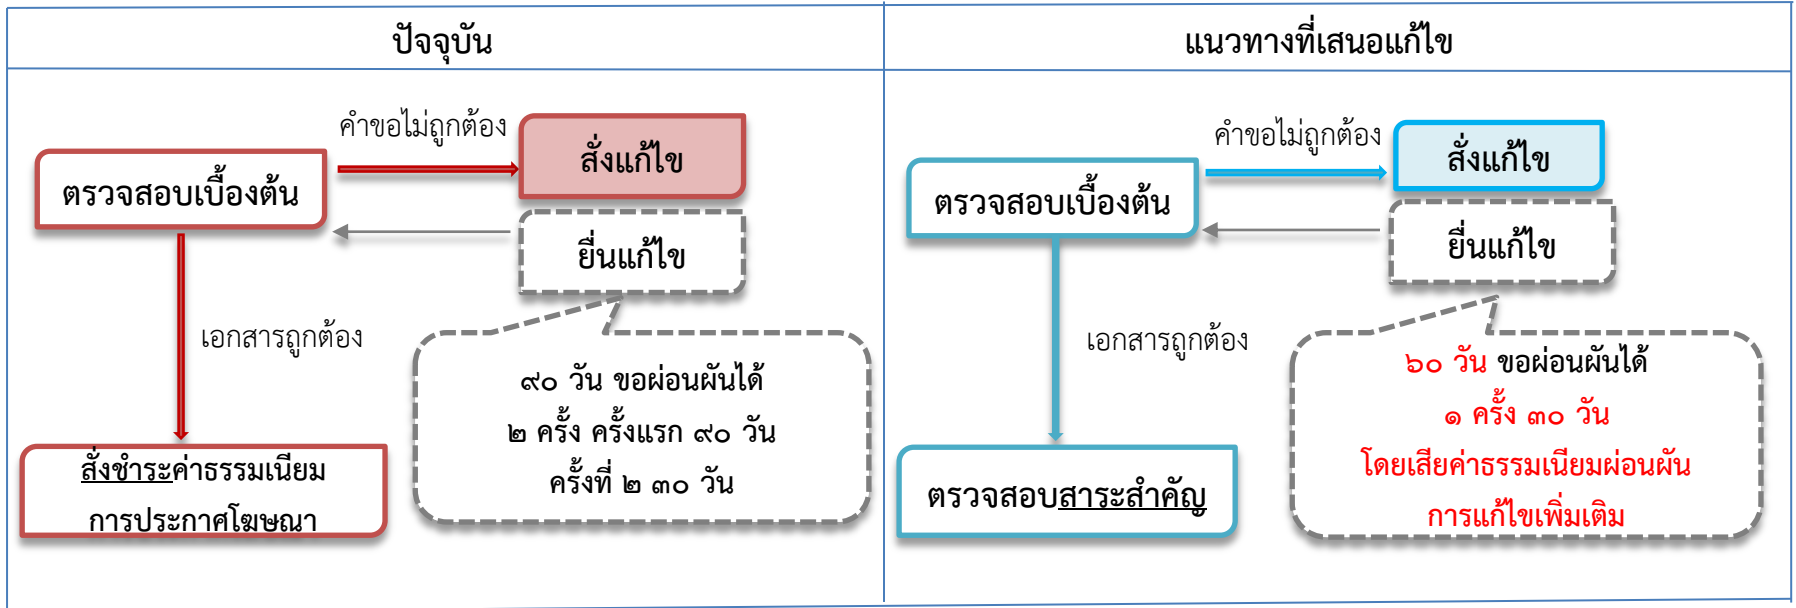 ปัจจุบัน
คำขอไม่ถูกต้อง
สั่งแก้ไข
ตรวจสอบเบื้องต้น
ยื่นแก้ไข
เอกสารถูกต้อง
๙๐ วัน ขอผ่อนผันได้
๒ ครั้ง ครั้งแรก ๙๐ วัน
ครั้งที่ ๒ ๓๐ วัน
สั่งชำระค่าธรรมเนียม
การประกาศโฆษณา
แนวทางที่เสนอแก้ไข
คำขอไม่ถูกต้อง
สั่งแก้ไข
ตรวจสอบเบื้องต้น
ยื่นแก้ไข
เอกสารถูกต้อง
๖๐ วัน ขอผ่อนผันได้
๑ ครั้ง ๓๐ วัน
โดยเสียค่าธรรมเนียมผ่อนผัน
การแก้ไขเพิ่มเติม
ตรวจสอบสาระสำคัญ